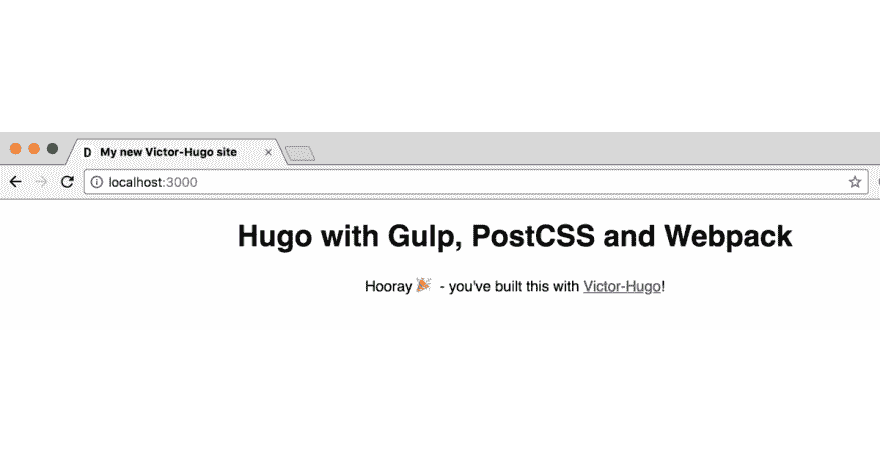 D My new Victor-Hugo site ×
localhost:3000
Hugo with Gulp, PostCSS and Webpack
Hooray 🎉 - you've built this with Victor-Hugo!